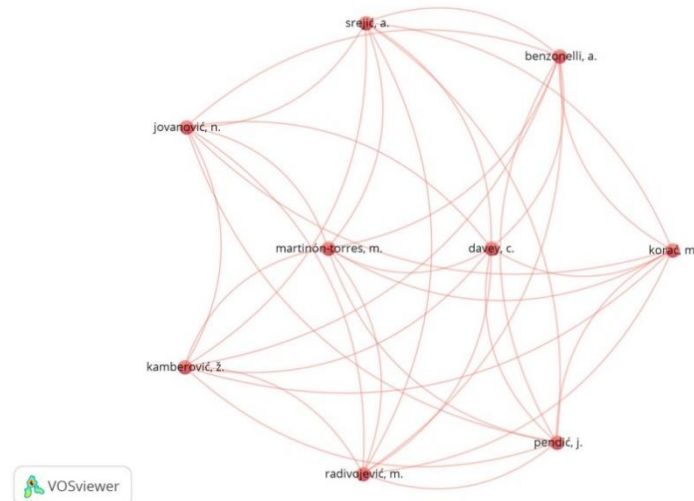 srejić, a.
benzonelli, a.
jovanović, n.
martinón-torres, m.
davey, c.
korać, m
kamberović, ž.
pendić, j.
radivojević, m.
VOSviewer